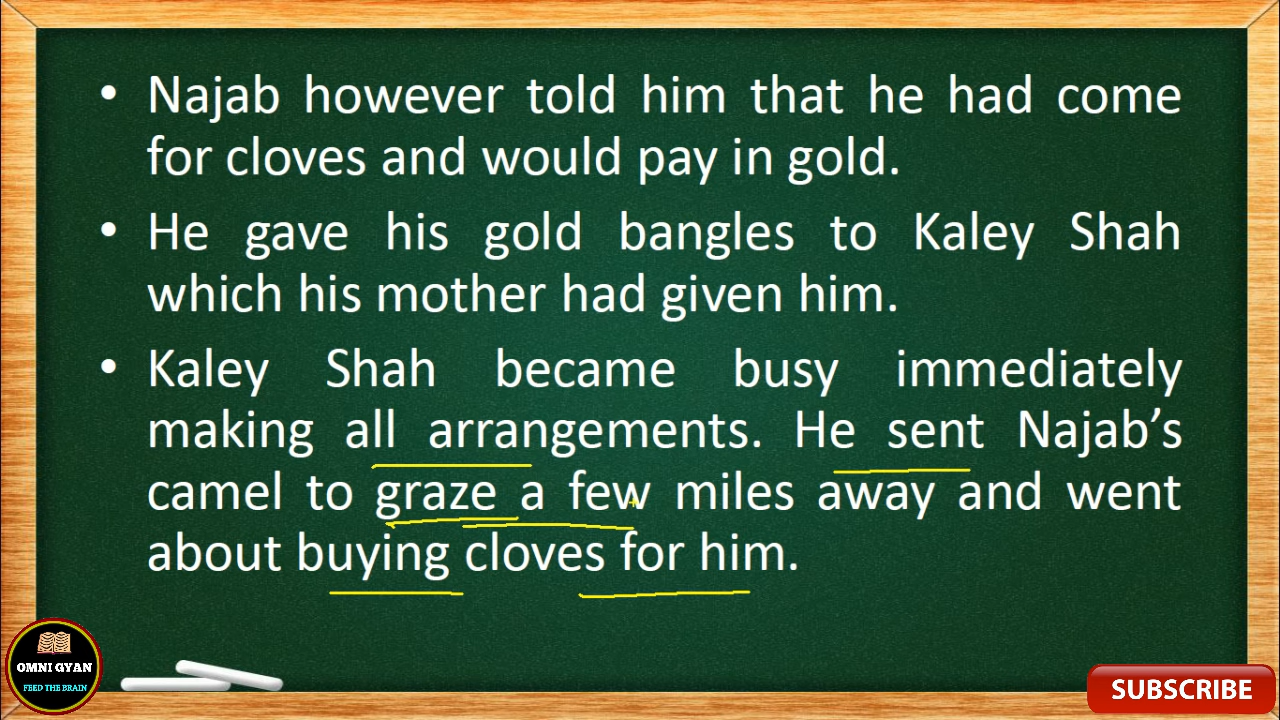 • Najab however told him that he had come
for cloves and would pay in gold.
• He gave his gold bangles to Kaley Shah
which his mother had given him.
• Kaley Shah became busy immediately
making all arrangements. He sent Najab’s
camel to graze a few miles away and went
about buying cloves for him.
OMNI GYAN
FEED THE BRAIN
SUBSCRIBE